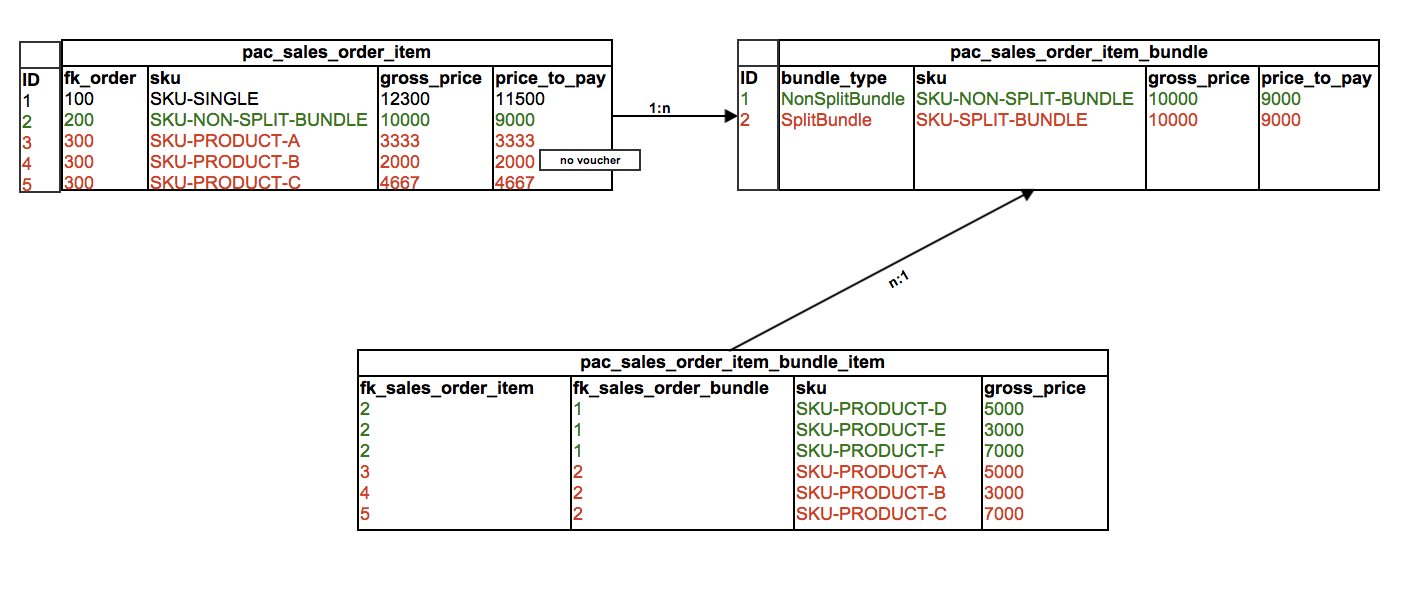 pac_sales_order_item
ID fk_order sku gross_price price_to_pay
1 100 SKU-SINGLE 12300 11500
2 200 SKU-NON-SPLIT-BUNDLE 10000 9000
3 300 SKU-PRODUCT-A 3333 3333
4 300 SKU-PRODUCT-B 2000 2000 no voucher
5 300 SKU-PRODUCT-C 4667 4667
1:n
pac_sales_order_item_bundle
ID bundle_type sku gross_price price_to_pay
1 NonSplitBundle SKU-NON-SPLIT-BUNDLE 10000 9000
2 SplitBundle SKU-SPLIT-BUNDLE 10000 9000
n:1
pac_sales_order_item_bundle_item
fk_sales_order_item fk_sales_order_bundle sku gross_price
2 1 SKU-PRODUCT-D 5000
2 1 SKU-PRODUCT-E 3000
2 1 SKU-PRODUCT-F 7000
3 2 SKU-PRODUCT-A 5000
4 2 SKU-PRODUCT-B 3000
5 2 SKU-PRODUCT-C 7000